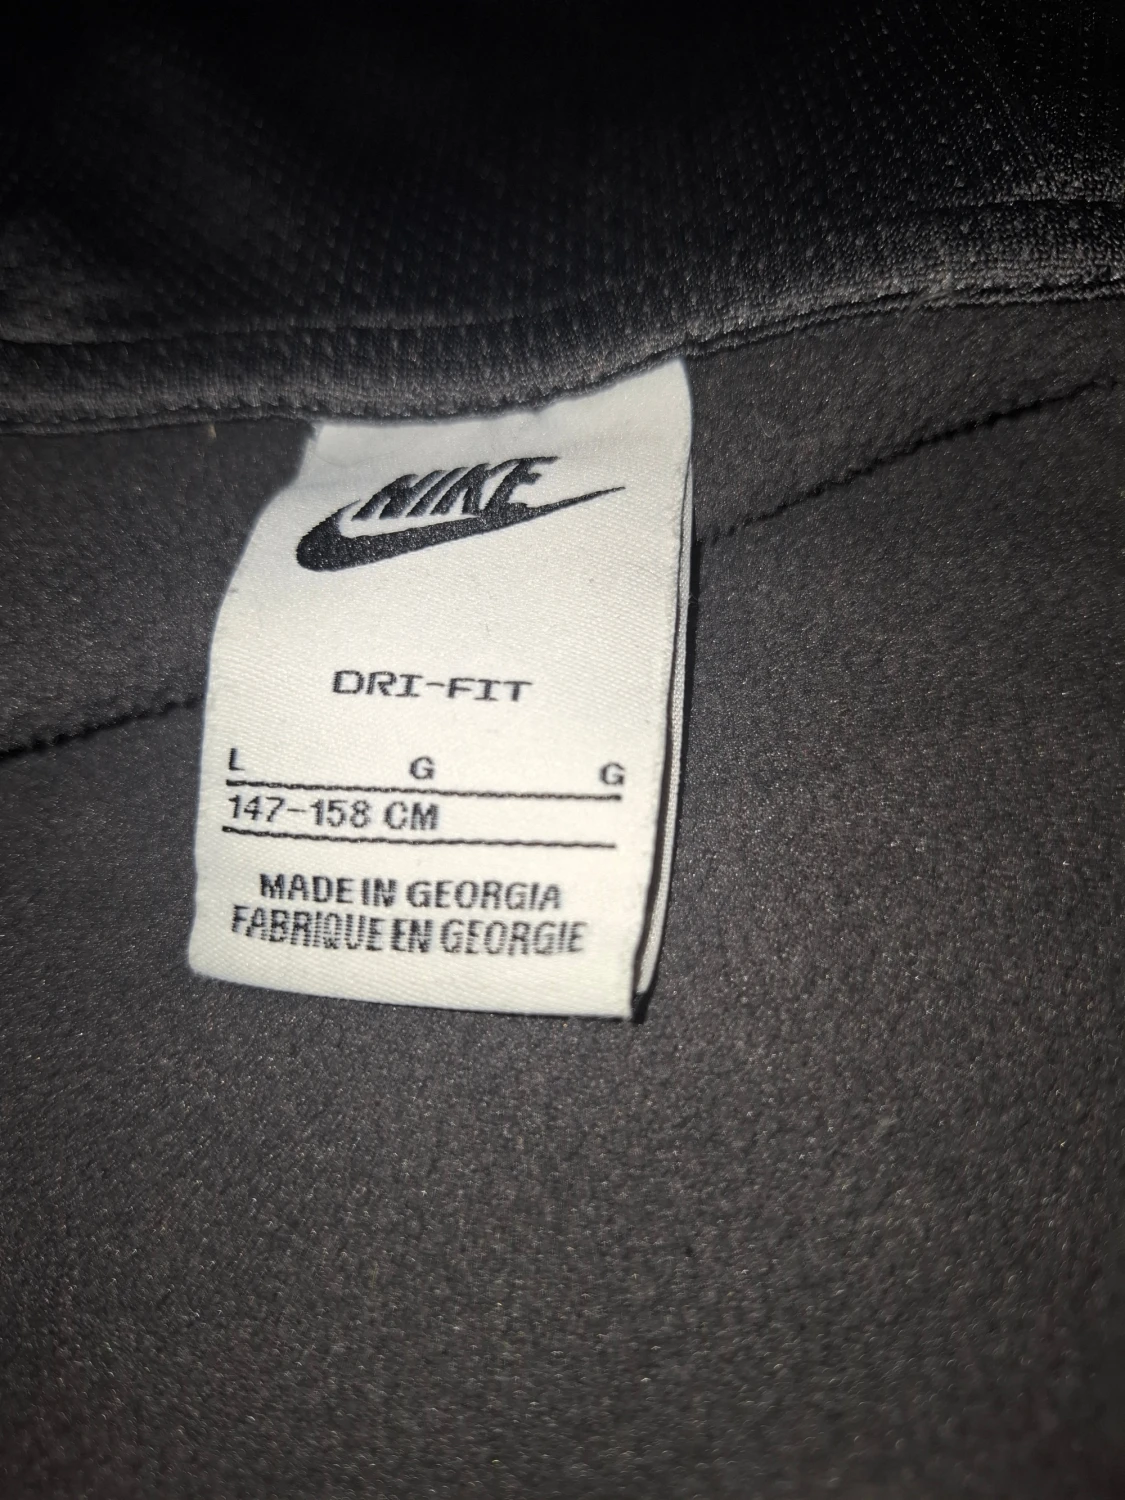 NIKE
DRI-FIT
L G G
147-158 CM
MADE IN GEORGIA
FABRIQUE EN GEORGIE